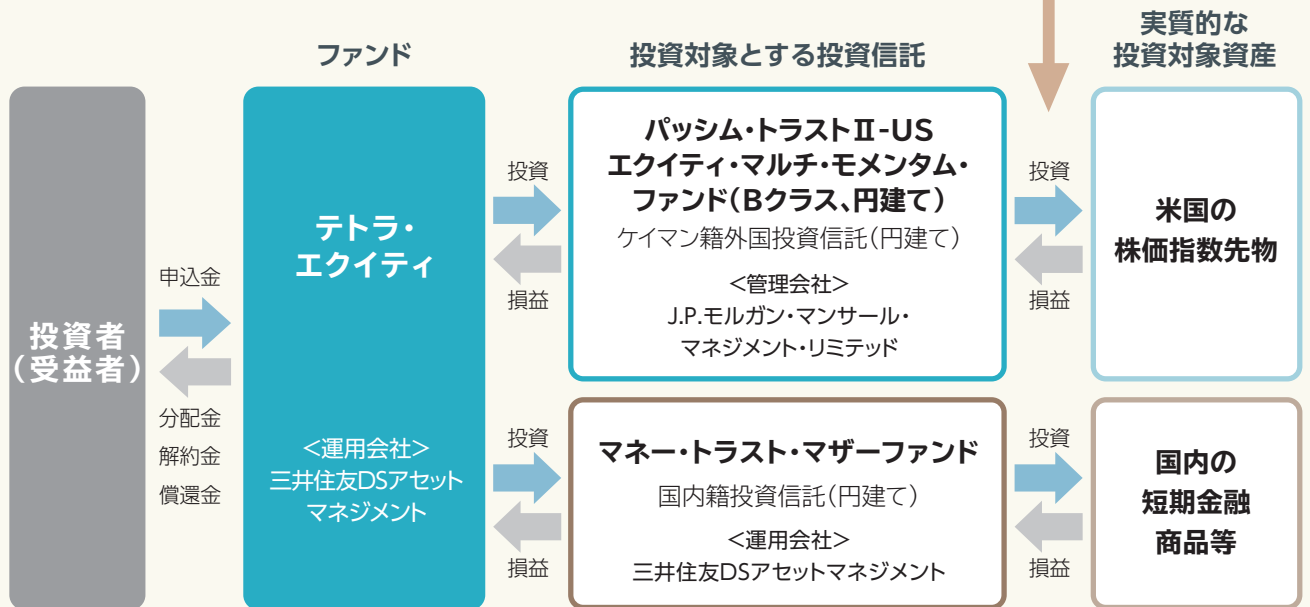 ファンド
投資対象とする投資信託
実質的な
投資対象資産
投資者
（受益者）
申込金
分配金
解約金
償還金
テトラ・
エクイティ
＜運用会社＞
三井住友DSアセット
マネジメント
投資
損益
パッシム・トラストⅡ-US
エクイティ・マルチ・モメンタム・
ファンド（Bクラス、円建て）
ケイマン籍外国投資信託（円建て）
＜管理会社＞
J.P.モルガン・マンサール・
マネジメント・リミテッド
投資
損益
米国の
株価指数先物
投資
損益
マネー・トラスト・マザーファンド
国内籍投資信託（円建て）
＜運用会社＞
三井住友DSアセットマネジメント
投資
損益
国内の
短期金融
商品等